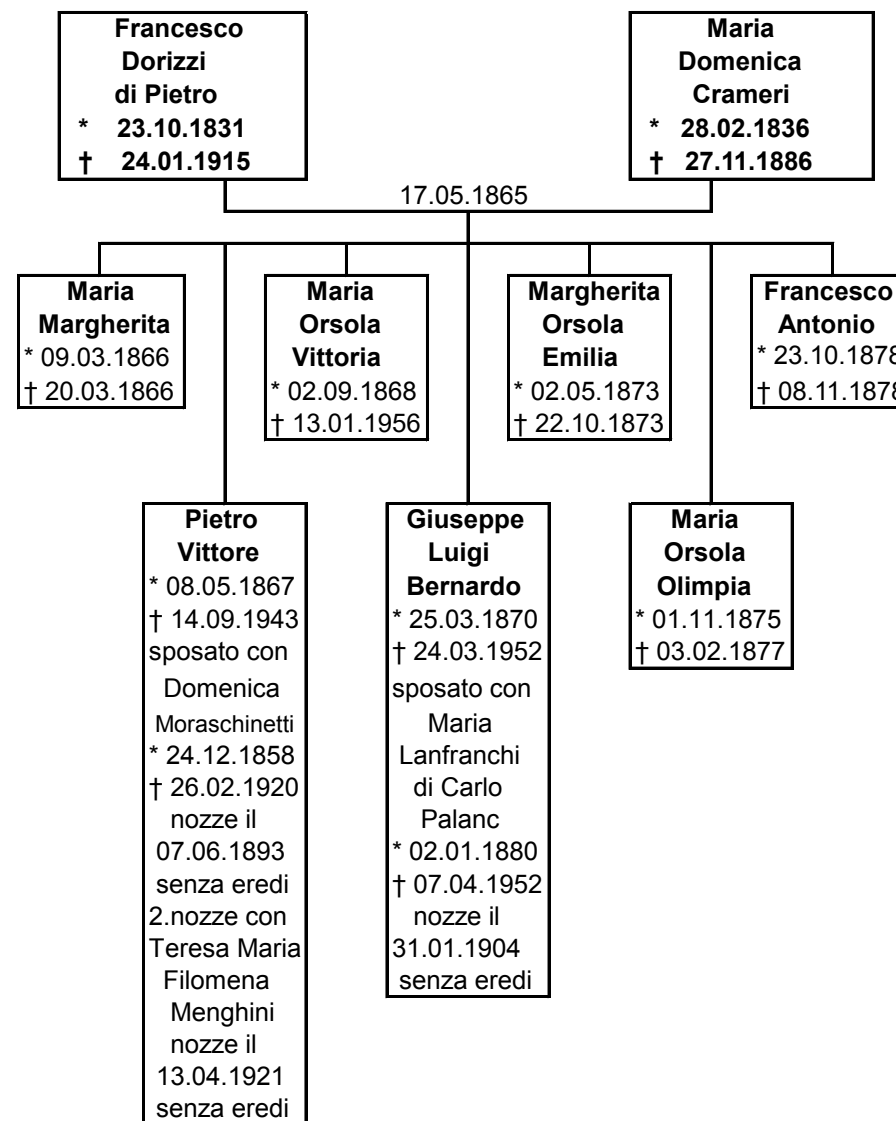 Francesco
Dorizzi
di Pietro
* 23.10.1831
† 24.01.1915
Maria
Domenica
Crameri
* 28.02.1836
† 27.11.1886
17.05.1865
Maria
Margherita
* 09.03.1866
† 20.03.1866
Maria
Orsola
Vittoria
* 02.09.1868
† 13.01.1956
Margherita
Orsola
Emilia
* 02.05.1873
† 22.10.1873
Francesco
Antonio
* 23.10.1878
† 08.11.1878
Pietro
Vittore
* 08.05.1867
† 14.09.1943
sposato con
Domenica
Moraschinetti
* 24.12.1858
† 26.02.1920
nozze il
07.06.1893
senza eredi
2.nozze con
Teresa Maria
Filomena
Menghini
nozze il
13.04.1921
senza eredi
Giuseppe
Luigi
Bernardo
* 25.03.1870
† 24.03.1952
sposato con
Maria
Lanfranchi
di Carlo
Palanc
* 02.01.1880
† 07.04.1952
nozze il
31.01.1904
senza eredi
Maria
Orsola
Olimpia
* 01.11.1875
† 03.02.1877